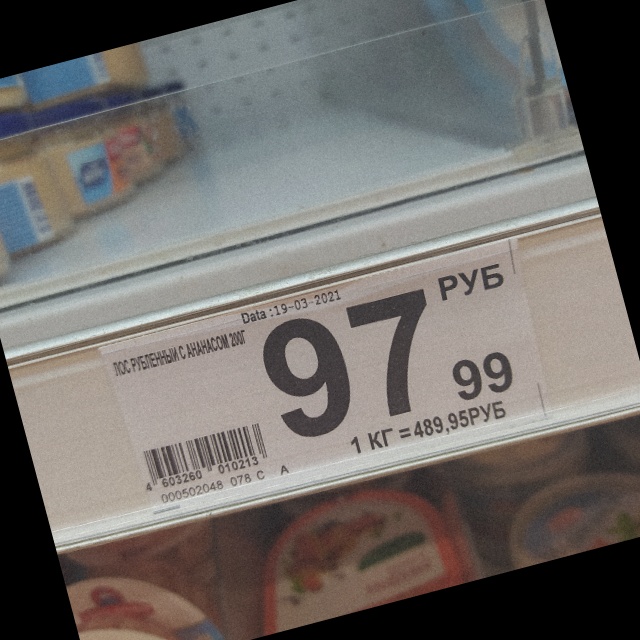 Data :19-03-2021
ПОС РУБЛЕННЫЙ С АНАНАСОМ 200Г
97 РУБ
99
1 КГ=489,95РУБ
4 603260 010213
000502048 078 С А